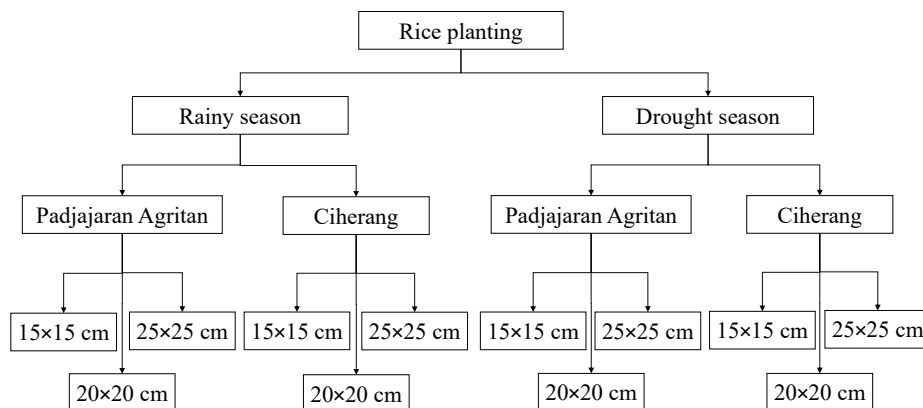 Rice planting
Rainy season
Drought season
Padjajaran Agritan
Ciherang
Padjajaran Agritan
Ciherang
15×15 cm
25×25 cm
15×15 cm
25×25 cm
15×15 cm
25×25 cm
15×15 cm
25×25 cm
20×20 cm
20×20 cm
20×20 cm
20×20 cm